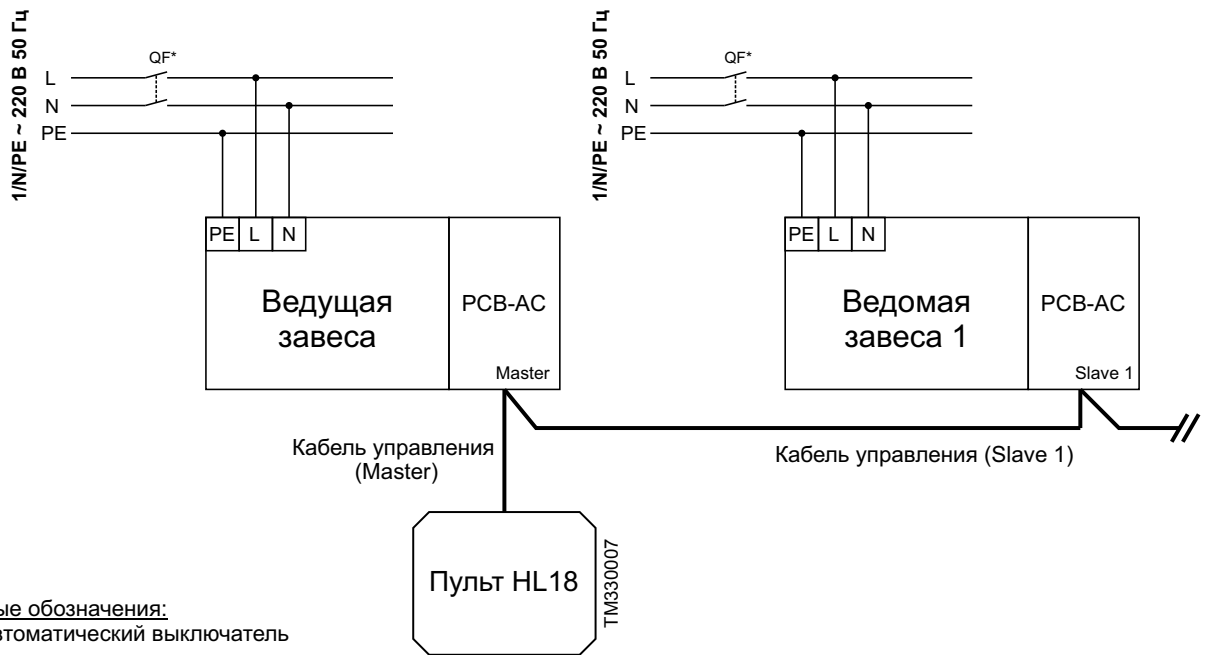 1/N/PE ~ 220 В 50 Гц
QF*
L
N
PE
PE L N
Ведущая
завеса
PCB-AC
Master
1/N/PE ~ 220 В 50 Гц
QF*
L
N
PE
PE L N
Ведомая
завеса 1
PCB-AC
Slave 1
Кабель управления
(Master)
Кабель управления (Slave 1)
Пульт HL18
TM330007
обозначения:
выключатель